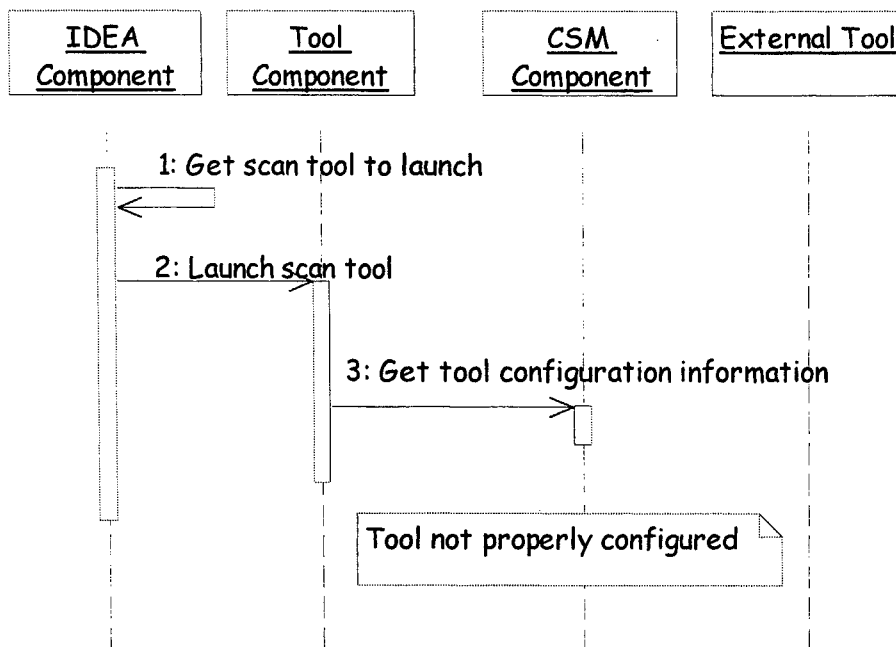 IDEA
Component
Tool
Component
CSM
Component
External Tool
1: Get scan tool to launch
2: Launch scan tool
3: Get tool configuration information
Tool not properly configured